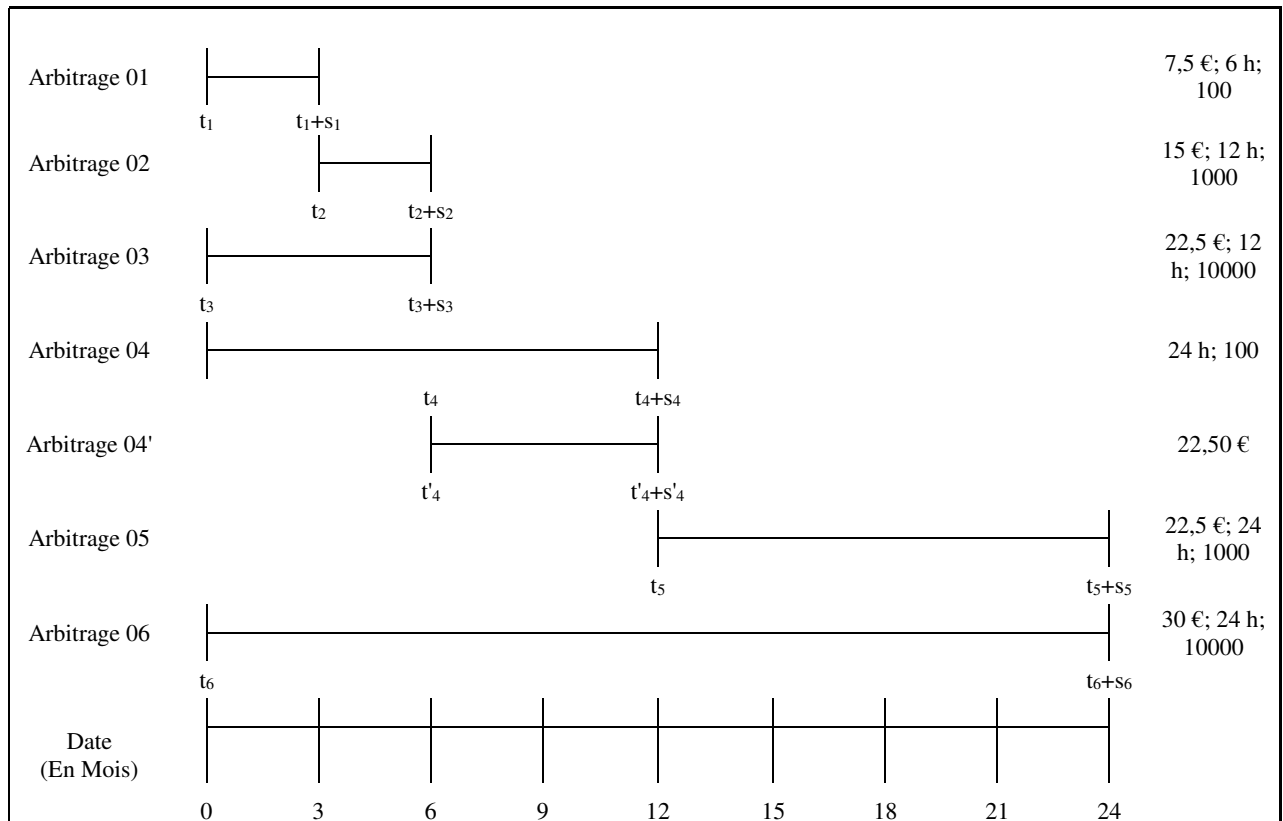 Arbitrage 01
7,5 €; 6 h;
100
t₁ t₁+s₁
Arbitrage 02
15 €; 12 h;
1000
t₂ t₂+s₂
Arbitrage 03
22,5 €; 12
h; 10000
t₃ t₃+s₃
Arbitrage 04
24 h; 100
t₄ t₄+s₄
Arbitrage 04'
22,50 €
t'₄ t'₄+s'₄
Arbitrage 05
22,5 €; 24
h; 1000
t₅ t₅+s₅
Arbitrage 06
30 €; 24 h;
10000
t₆ t₆+s₆
Date
(En Mois)
0 3 6 9 12 15 18 21 24